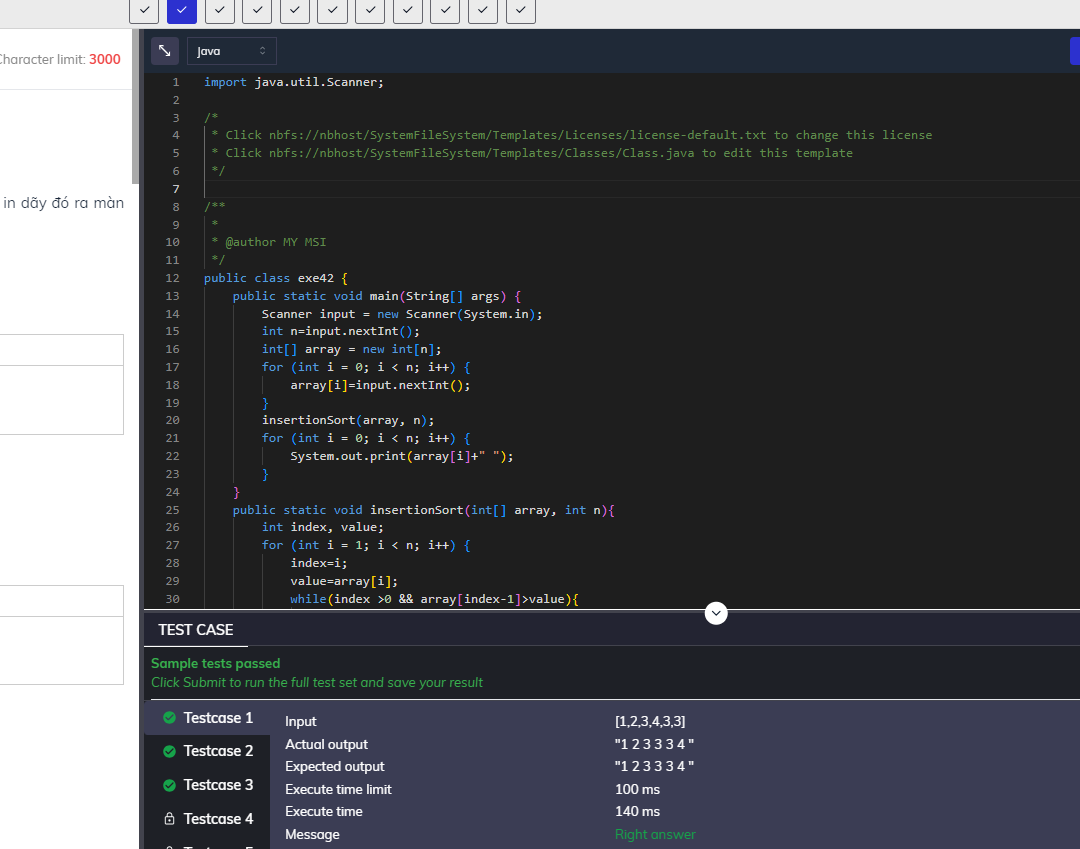 Character limit: 3000
in dãy đó ra màn
Java
1 import java.util.Scanner;
2
3 /*
4 * Click nbfs://nbhost/SystemFileSystem/Templates/Licenses/license-default.txt to change this license
5 * Click nbfs://nbhost/SystemFileSystem/Templates/Classes/Class.java to edit this template
6 */
7
8 /**
9 *
10 * @author MY MSI
11 */
12 public class exe42 {
13 public static void main(String[] args) {
14 Scanner input = new Scanner(System.in);
15 int n=input.nextInt();
16 int[] array = new int[n];
17 for (int i = 0; i < n; i++) {
18 array[i]=input.nextInt();
19 }
20 insertionSort(array, n);
21 for (int i = 0; i < n; i++) {
22 System.out.print(array[i]+" ");
23 }
24 }
25 public static void insertionSort(int[] array, int n){
26 int index, value;
27 for (int i = 1; i < n; i++) {
28 index=i;
29 value=array[i];
30 while(index >0 && array[index-1]>value){
TEST CASE
Sample tests passed
Click Submit to run the full test set and save your result
Testcase 1
Testcase 2
Testcase 3
Testcase 4
Input [1,2,3,4,3,3]
Actual output "1 2 3 3 3 4 "
Expected output "1 2 3 3 3 4 "
Execute time limit 100 ms
Execute time 140 ms
Message Right answer